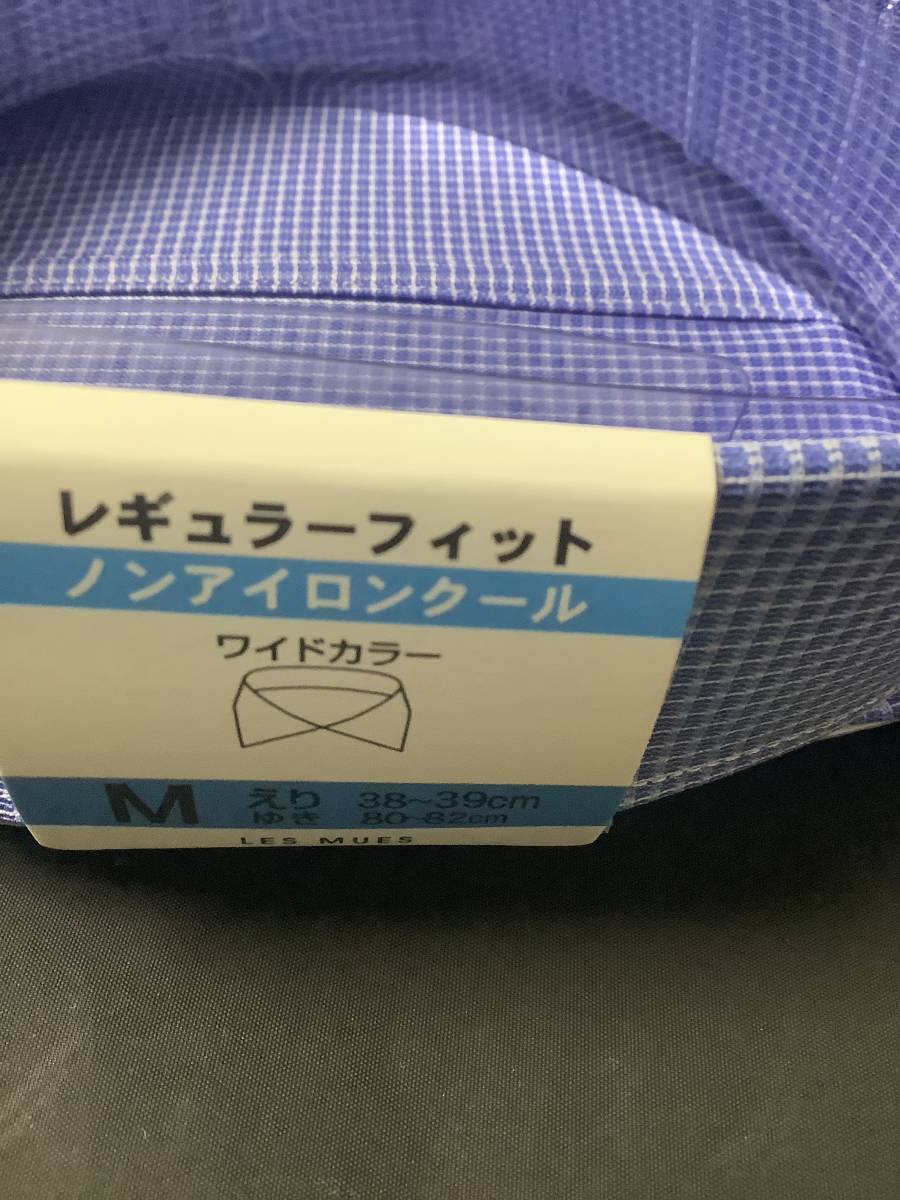 レギュラーフィット
ノンアイロンクール
ワイドカラー
M えり 38~39cm
ゆき 80~82cm
LES MUES